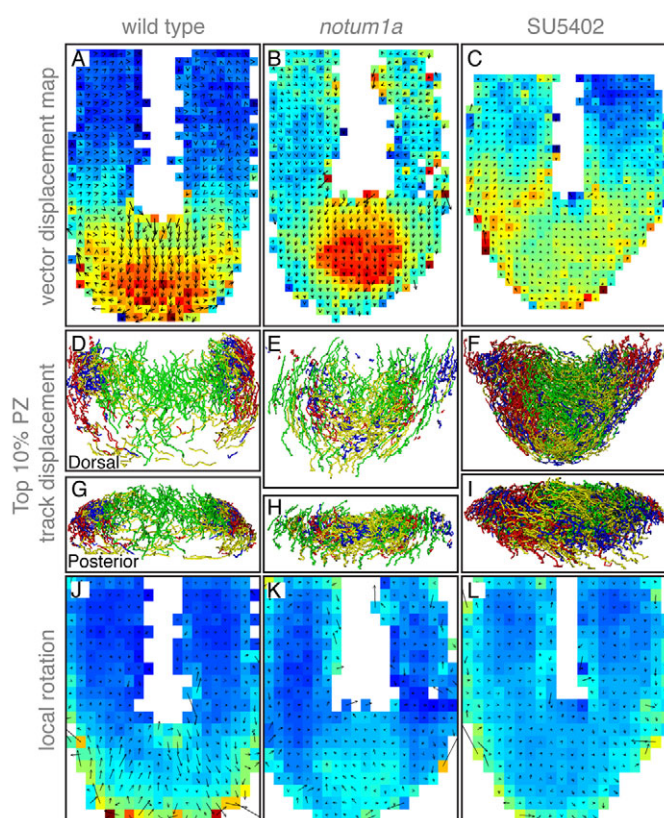 wild type
notum1a
SU5402
vector displacement map
A
B
C
Top 10% PZ
track displacement
D
E
F
Dorsal
G
H
I
Posterior
local rotation
J
K
L